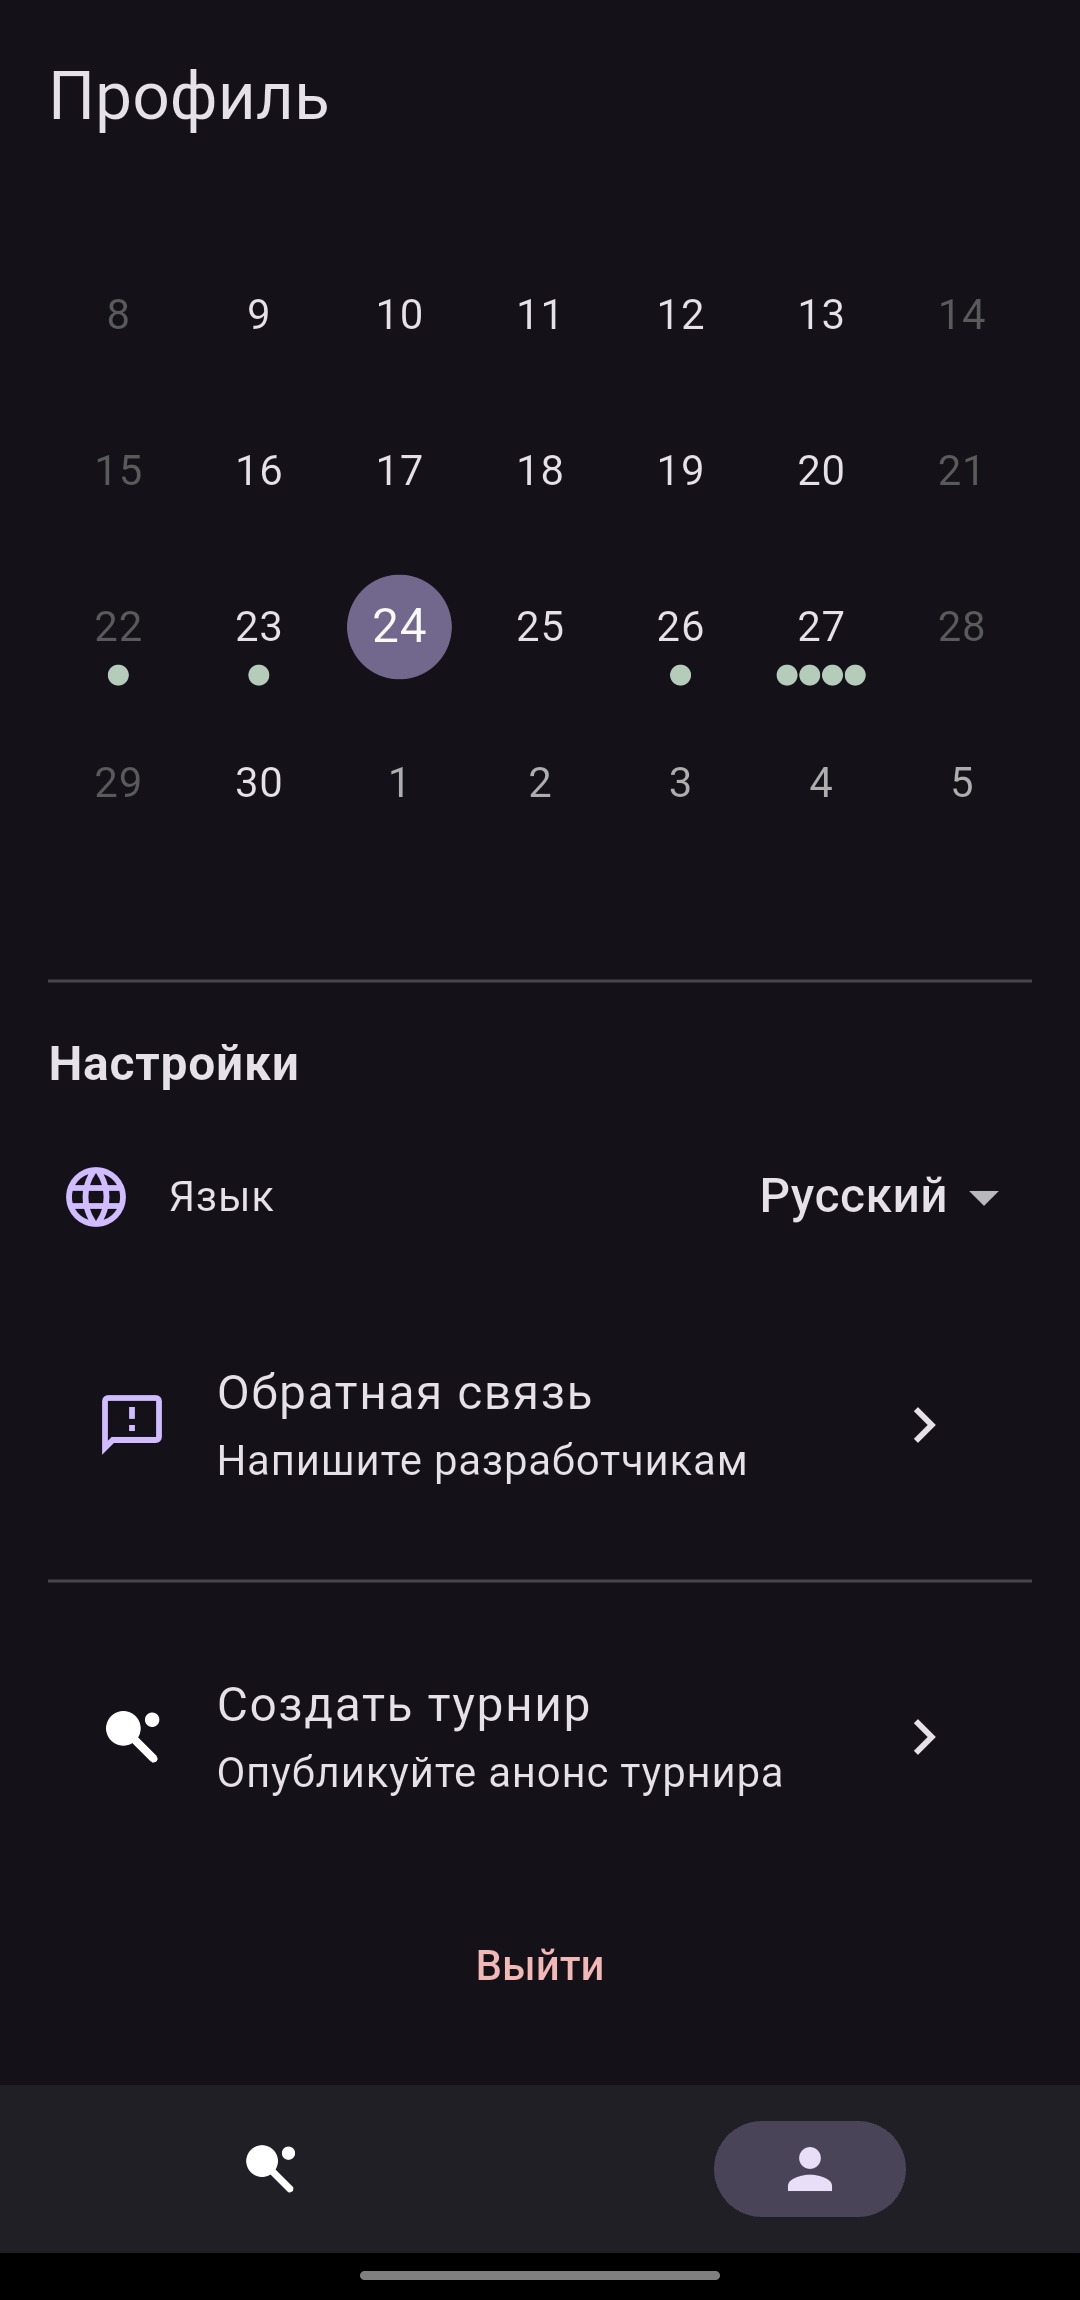 Профиль
8 9 10 11 12 13 14
15 16 17 18 19 20 21
22 23 24 25 26 27 28
29 30 1 2 3 4 5
Настройки
Язык Русский
Обратная связь
Напишите разработчикам
Создать турнир
Опубликуйте анонс турнира
Выйти